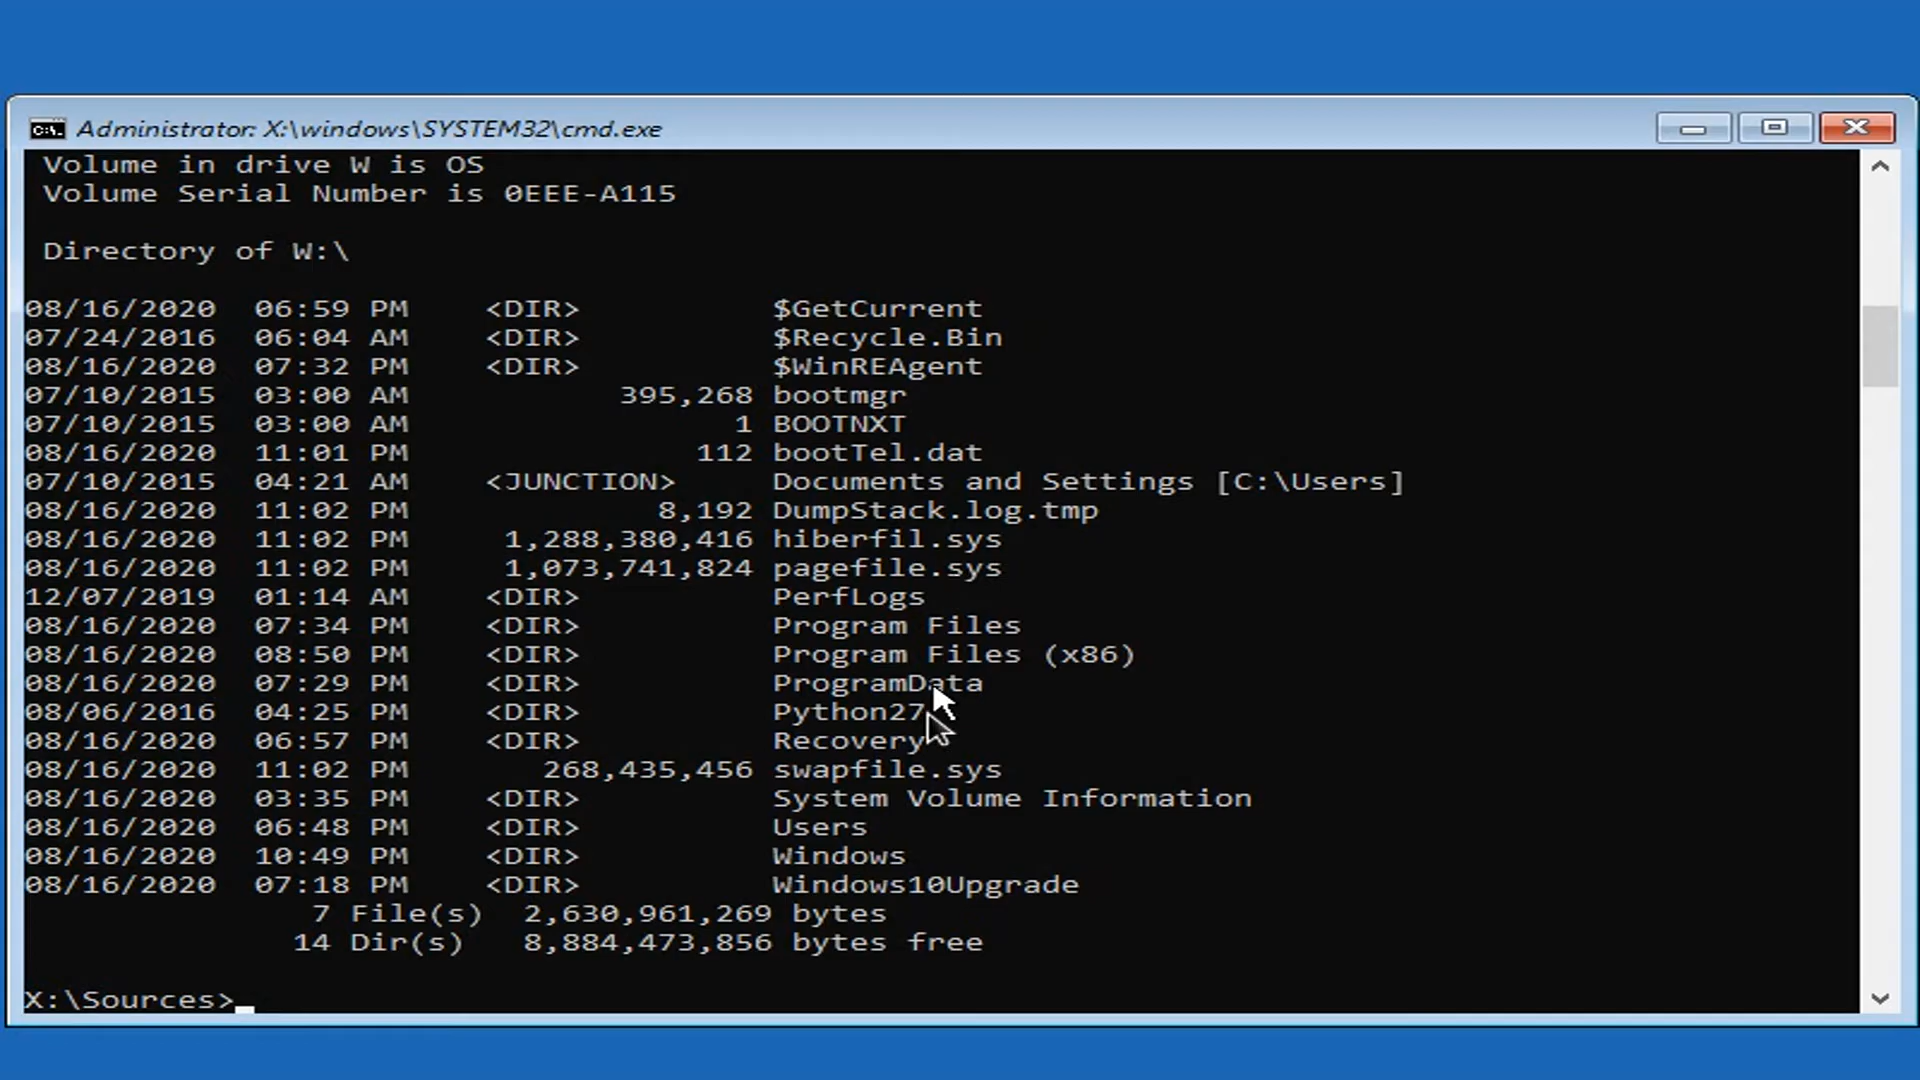 Administrator: X:\windows\SYSTEM32\cmd.exe
Volume in drive W is OS
Volume Serial Number is 0EEE-A115
Directory of W:\
08/16/2020 06:59 PM <DIR> $GetCurrent
07/24/2016 06:04 AM <DIR> $Recycle.Bin
08/16/2020 07:32 PM <DIR> $WinREAgent
07/10/2015 03:00 AM 395,268 bootmgr
07/10/2015 03:00 AM 1 BOOTNXT
08/16/2020 11:01 PM 112 bootTel.dat
07/10/2015 04:21 AM <JUNCTION> Documents and Settings [C:\Users]
08/16/2020 11:02 PM 8,192 DumpStack.log.tmp
08/16/2020 11:02 PM 1,288,380,416 hiberfil.sys
08/16/2020 11:02 PM 1,073,741,824 pagefile.sys
12/07/2019 01:14 AM <DIR> PerfLogs
08/16/2020 07:34 PM <DIR> Program Files
08/16/2020 08:50 PM <DIR> Program Files (x86)
08/16/2020 07:29 PM <DIR> ProgramData
08/06/2016 04:25 PM <DIR> Python27
08/16/2020 06:57 PM <DIR> Recovery
08/16/2020 11:02 PM 268,435,456 swapfile.sys
08/16/2020 03:35 PM <DIR> System Volume Information
08/16/2020 06:48 PM <DIR> Users
08/16/2020 10:49 PM <DIR> Windows
08/16/2020 07:18 PM <DIR> Windows10Upgrade
7 File(s) 2,630,961,269 bytes
14 Dir(s) 8,884,473,856 bytes free
X:\Sources>_